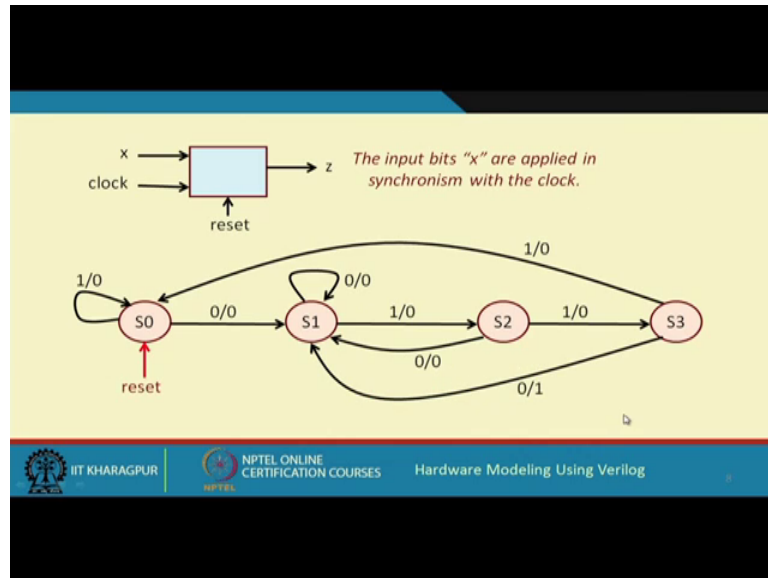 x
clock
z
reset
The input bits "x" are applied in
synchronism with the clock.
1/0
1/0
0/0
S0
0/0
S1
1/0
S2
1/0
S3
0/0
0/1
reset
IIT KHARAGPUR
NPTEL
NPTEL ONLINE
CERTIFICATION COURSES
Hardware Modeling Using Verilog
8